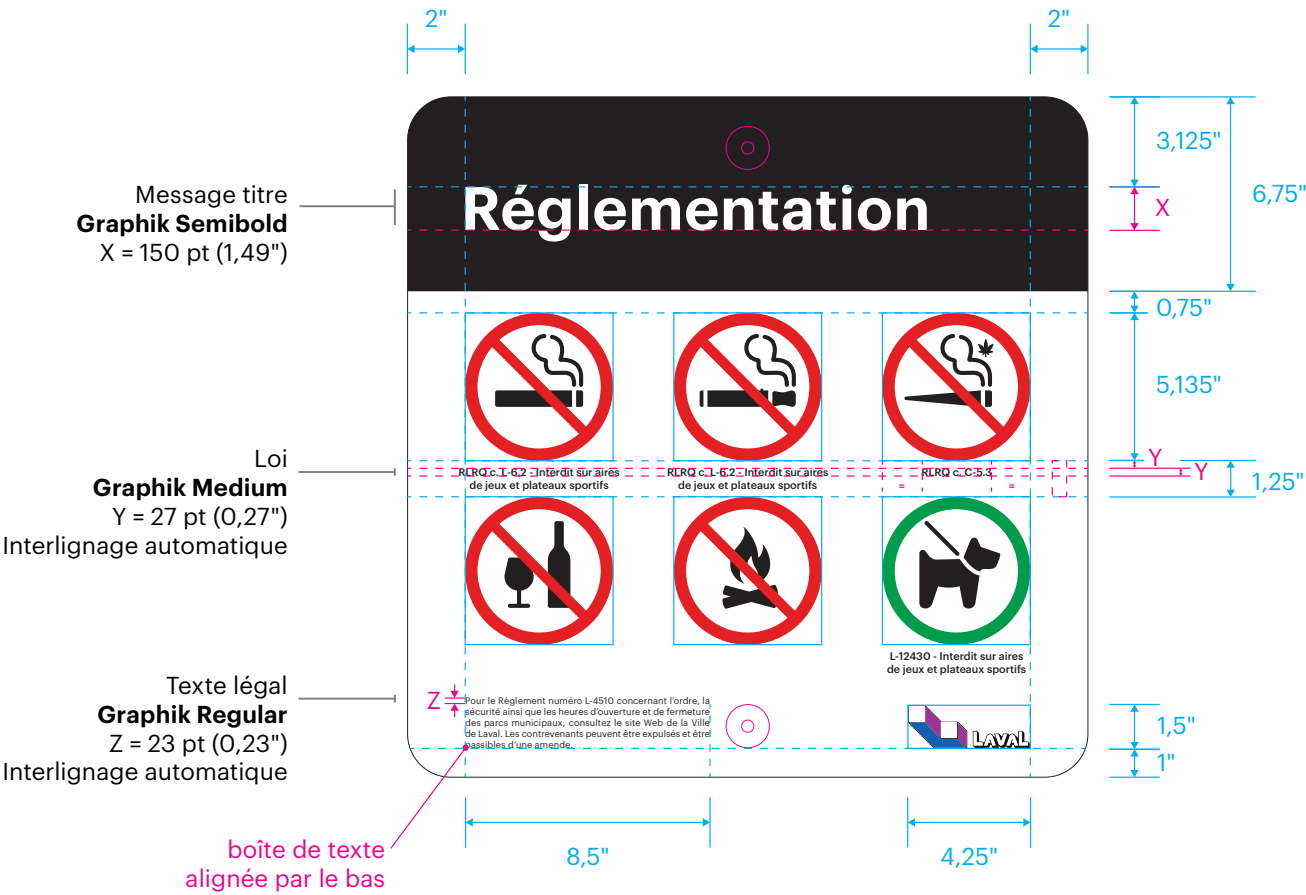 2"
2"
3,125"
6,75"
X
Message titre
Graphik Semibold
X = 150 pt (1,49")
Réglementation
0,75"
5,135"
Loi
Graphik Medium
Y = 27 pt (0,27")
Interlignage automatique
RLRQ c. L-6.2 - Interdit sur aires
de jeux et plateaux sportifs
RLRQ c. L-6.2 - Interdit sur aires
de jeux et plateaux sportifs
RLRQ c. C-5.3
=
=
Y
Y
1,25"
L-12430 - Interdit sur aires
de jeux et plateaux sportifs
Texte légal
Graphik Regular
Z = 23 pt (0,23")
Interlignage automatique
Z
Pour le Règlement numéro L-4510 concernant l'ordre, la
sécurité ainsi que les heures d'ouverture et de fermeture
des parcs municipaux, consultez le site Web de la Ville
de Laval. Les contrevenants peuvent être expulsés et être
passibles d'une amende.
LAVAL
1,5"
1"
boîte de texte
alignée par le bas
8,5"
4,25"